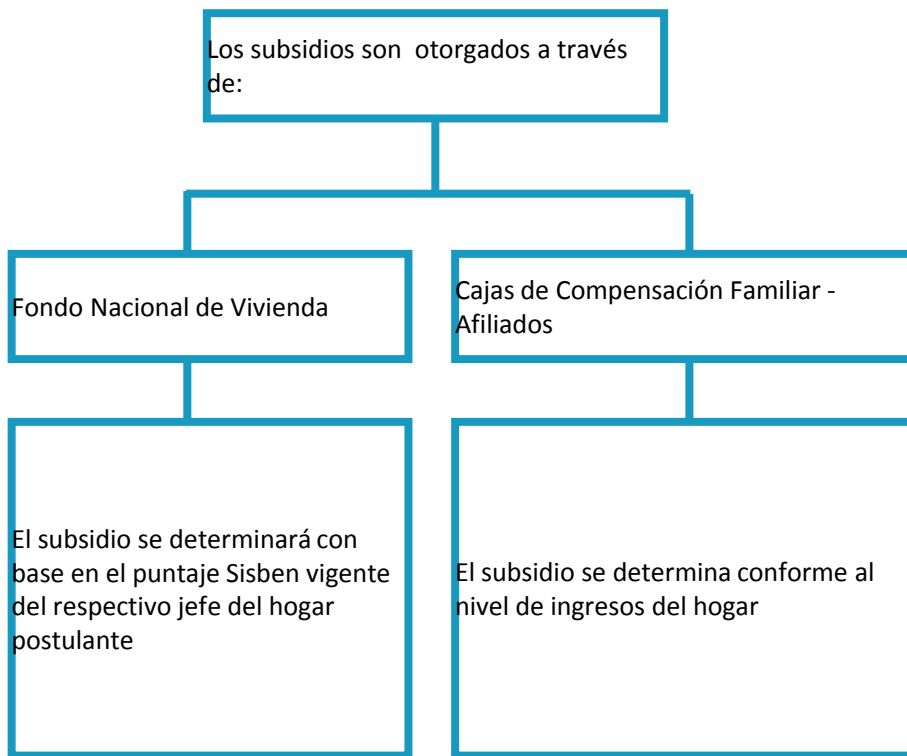 Los subsidios son otorgados a través
de:
Fondo Nacional de Vivienda
Cajas de Compensación Familiar -
Afiliados
El subsidio se determinará con
base en el puntaje Sisben vigente
del respectivo jefe del hogar
postulante
El subsidio se determina conforme al
nivel de ingresos del hogar